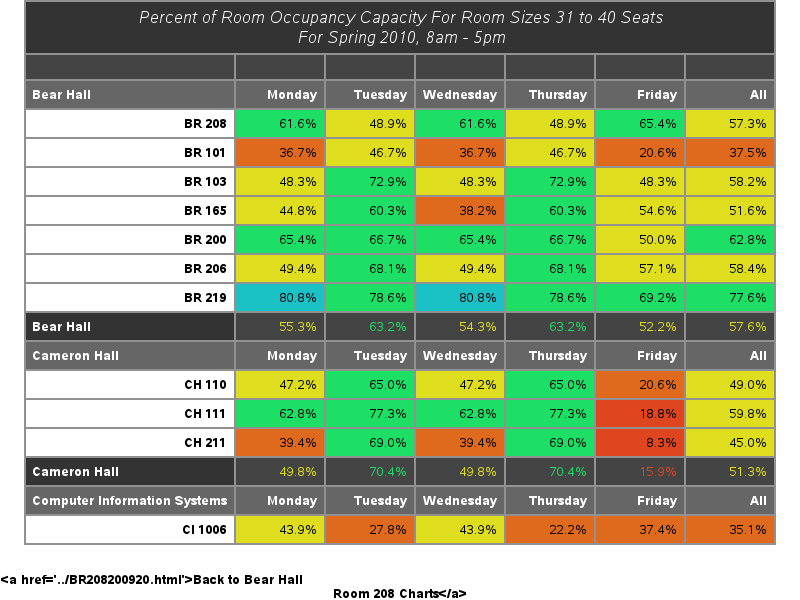 Percent of Room Occupancy Capacity For Room Sizes 31 to 40 Seats
For Spring 2010, 8am - 5pm
Bear Hall Monday Tuesday Wednesday Thursday Friday All
BR 208 61.6% 48.9% 61.6% 48.9% 65.4% 57.3%
BR 101 36.7% 46.7% 36.7% 46.7% 20.6% 37.5%
BR 103 48.3% 72.9% 48.3% 72.9% 48.3% 58.2%
BR 165 44.8% 60.3% 38.2% 60.3% 54.6% 51.6%
BR 200 65.4% 66.7% 65.4% 66.7% 50.0% 62.8%
BR 206 49.4% 68.1% 49.4% 68.1% 57.1% 58.4%
BR 219 80.8% 78.6% 80.8% 78.6% 69.2% 77.6%
Bear Hall 55.3% 63.2% 54.3% 63.2% 52.2% 57.6%
Cameron Hall Monday Tuesday Wednesday Thursday Friday All
CH 110 47.2% 65.0% 47.2% 65.0% 20.6% 49.0%
CH 111 62.8% 77.3% 62.8% 77.3% 18.8% 59.8%
CH 211 39.4% 69.0% 39.4% 69.0% 8.3% 45.0%
Cameron Hall 49.8% 70.4% 49.8% 70.4% 15.9% 51.3%
Computer Information Systems Monday Tuesday Wednesday Thursday Friday All
CI 1006 43.9% 27.8% 43.9% 22.2% 37.4% 35.1%
<a href='../BR208200920.html'>Back to Bear Hall
Room 208 Charts</a>